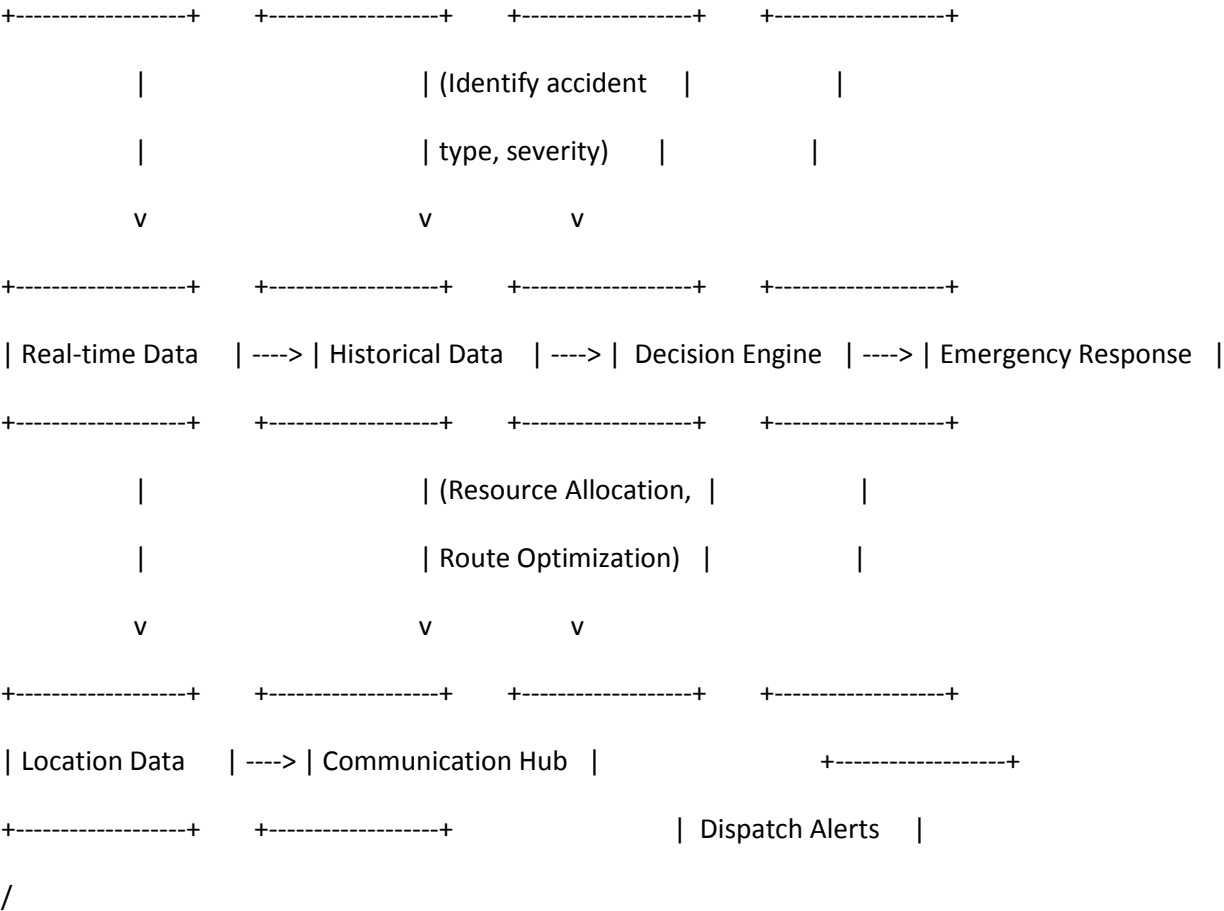 +-------------------+ +-------------------+ +-------------------+ +-------------------+
| | (Identify accident | |
| | type, severity) | |
v v v
+-------------------+ +-------------------+ +-------------------+ +-------------------+
| Real-time Data | ----> | Historical Data | ----> | Decision Engine | ----> | Emergency Response |
+-------------------+ +-------------------+ +-------------------+ +-------------------+
| | (Resource Allocation, | |
| | Route Optimization) | |
v v v
+-------------------+ +-------------------+ +-------------------+ +-------------------+
| Location Data | ----> | Communication Hub | +-------------------+
+-------------------+ +-------------------+ | Dispatch Alerts |
/